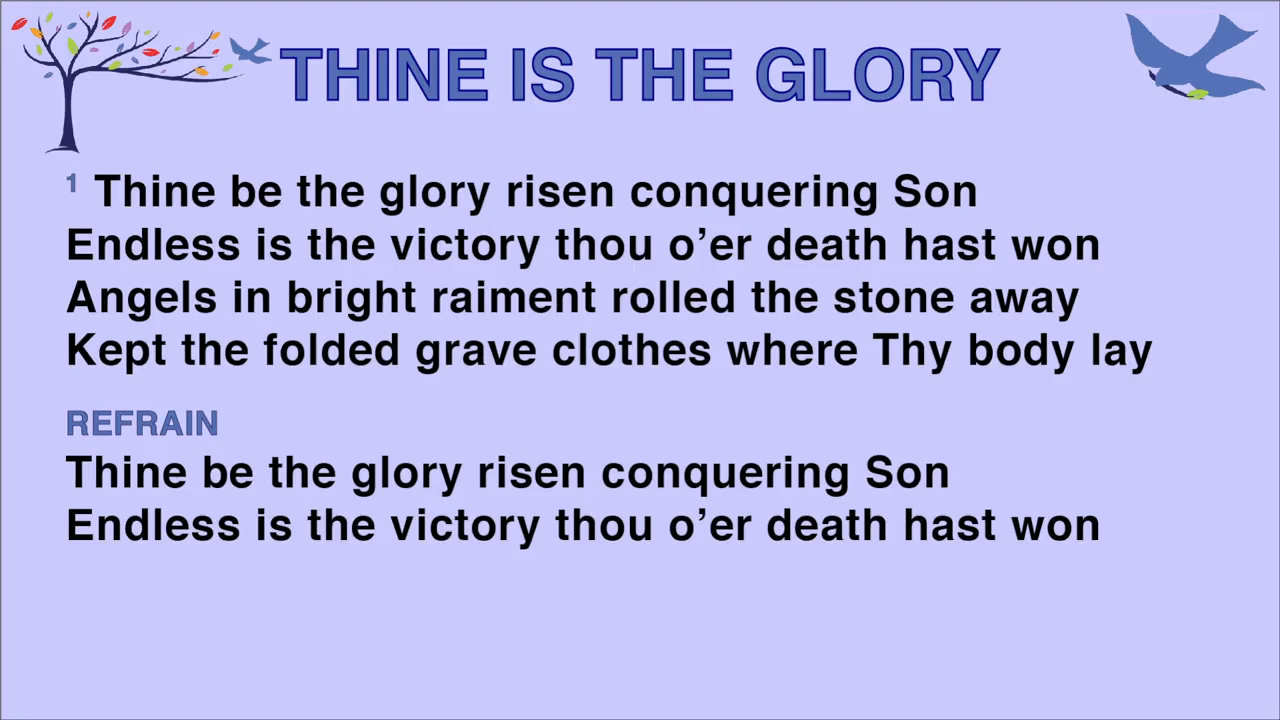 THINE IS THE GLORY
1 Thine be the glory risen conquering Son
Endless is the victory thou o’er death hast won
Angels in bright raiment rolled the stone away
Kept the folded grave clothes where Thy body lay
REFRAIN
Thine be the glory risen conquering Son
Endless is the victory thou o’er death hast won